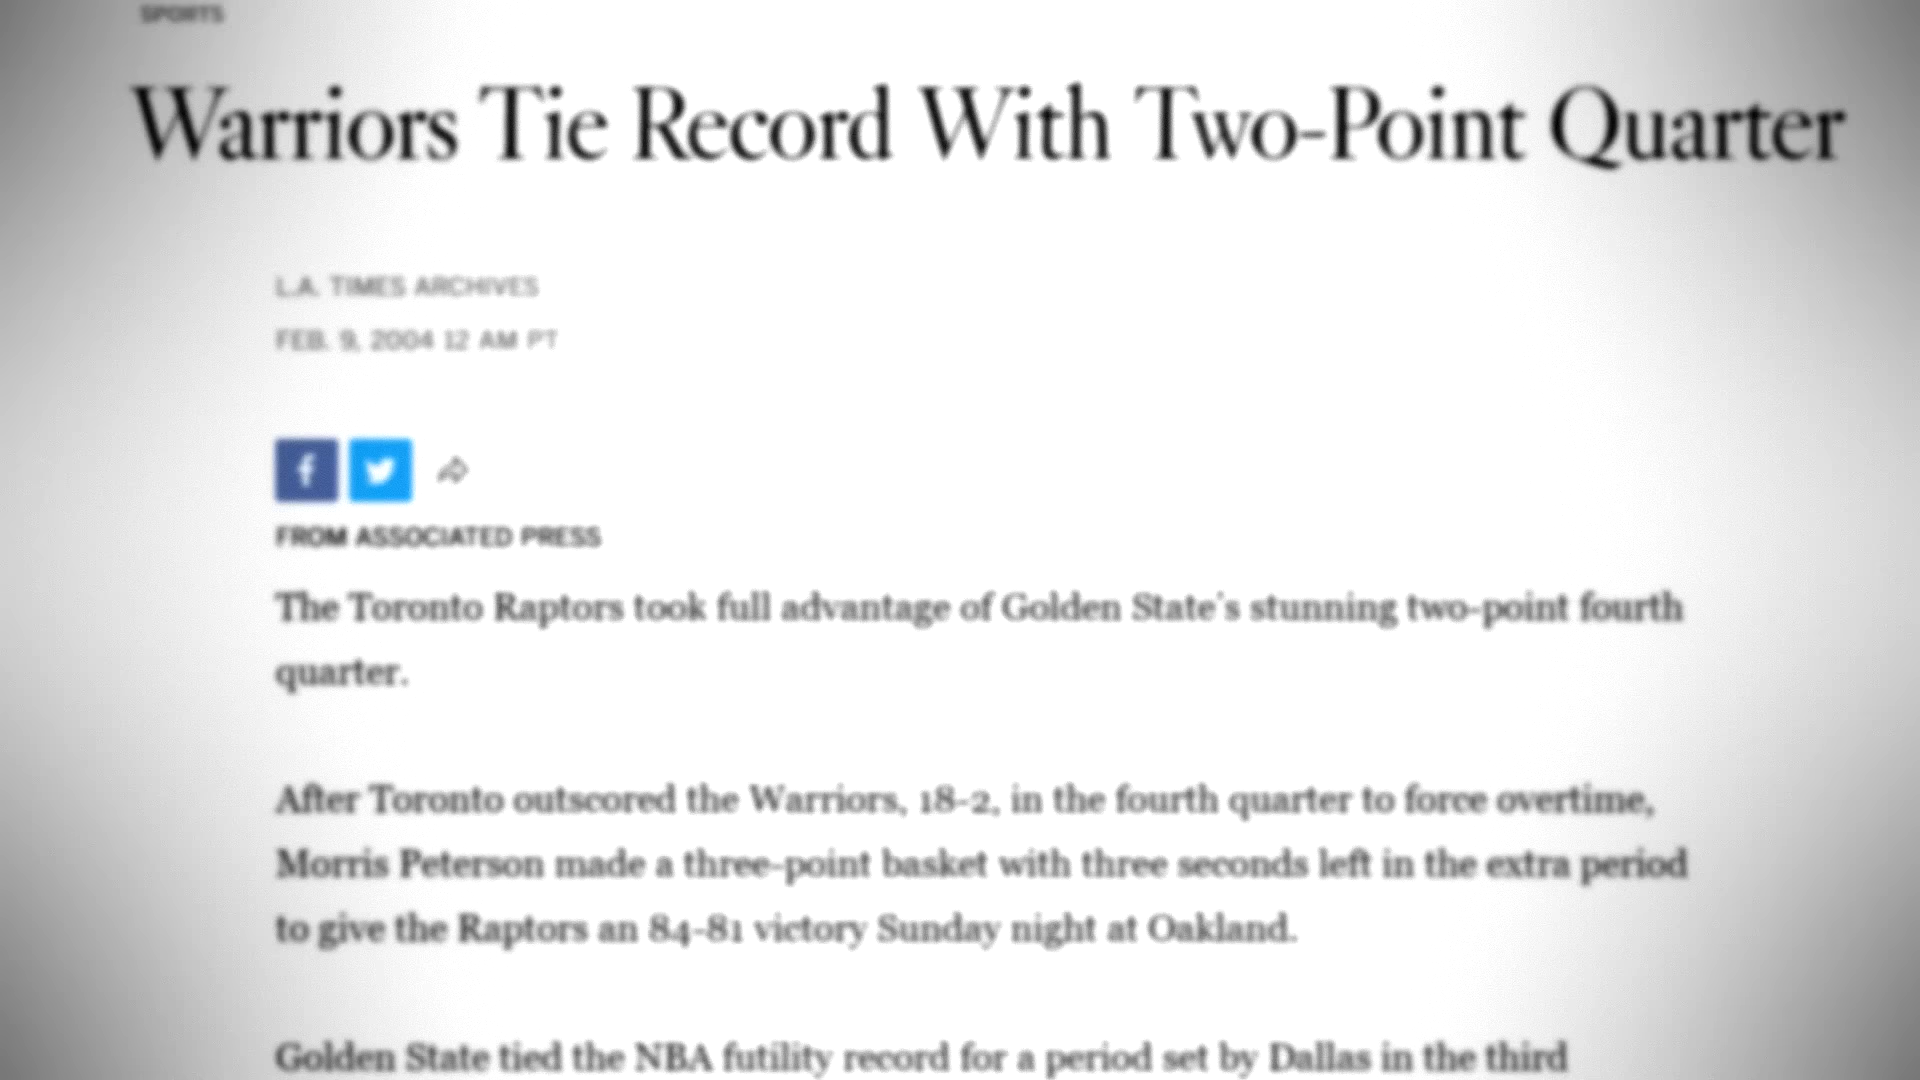 SPORTS
Warriors Tie Record With Two-Point Quarter
L.A. TIMES ARCHIVES
FEB. 9, 2004 12 AM PT
f
FROM ASSOCIATED PRESS
The Toronto Raptors took full advantage of Golden State's stunning two-point fourth
quarter.
After Toronto outscored the Warriors, 18-2, in the fourth quarter to force overtime,
Morris Peterson made a three-point basket with three seconds left in the extra period
to give the Raptors an 84-81 victory Sunday night at Oakland.
Golden State tied the NBA futility record for a period set by Dallas in the third